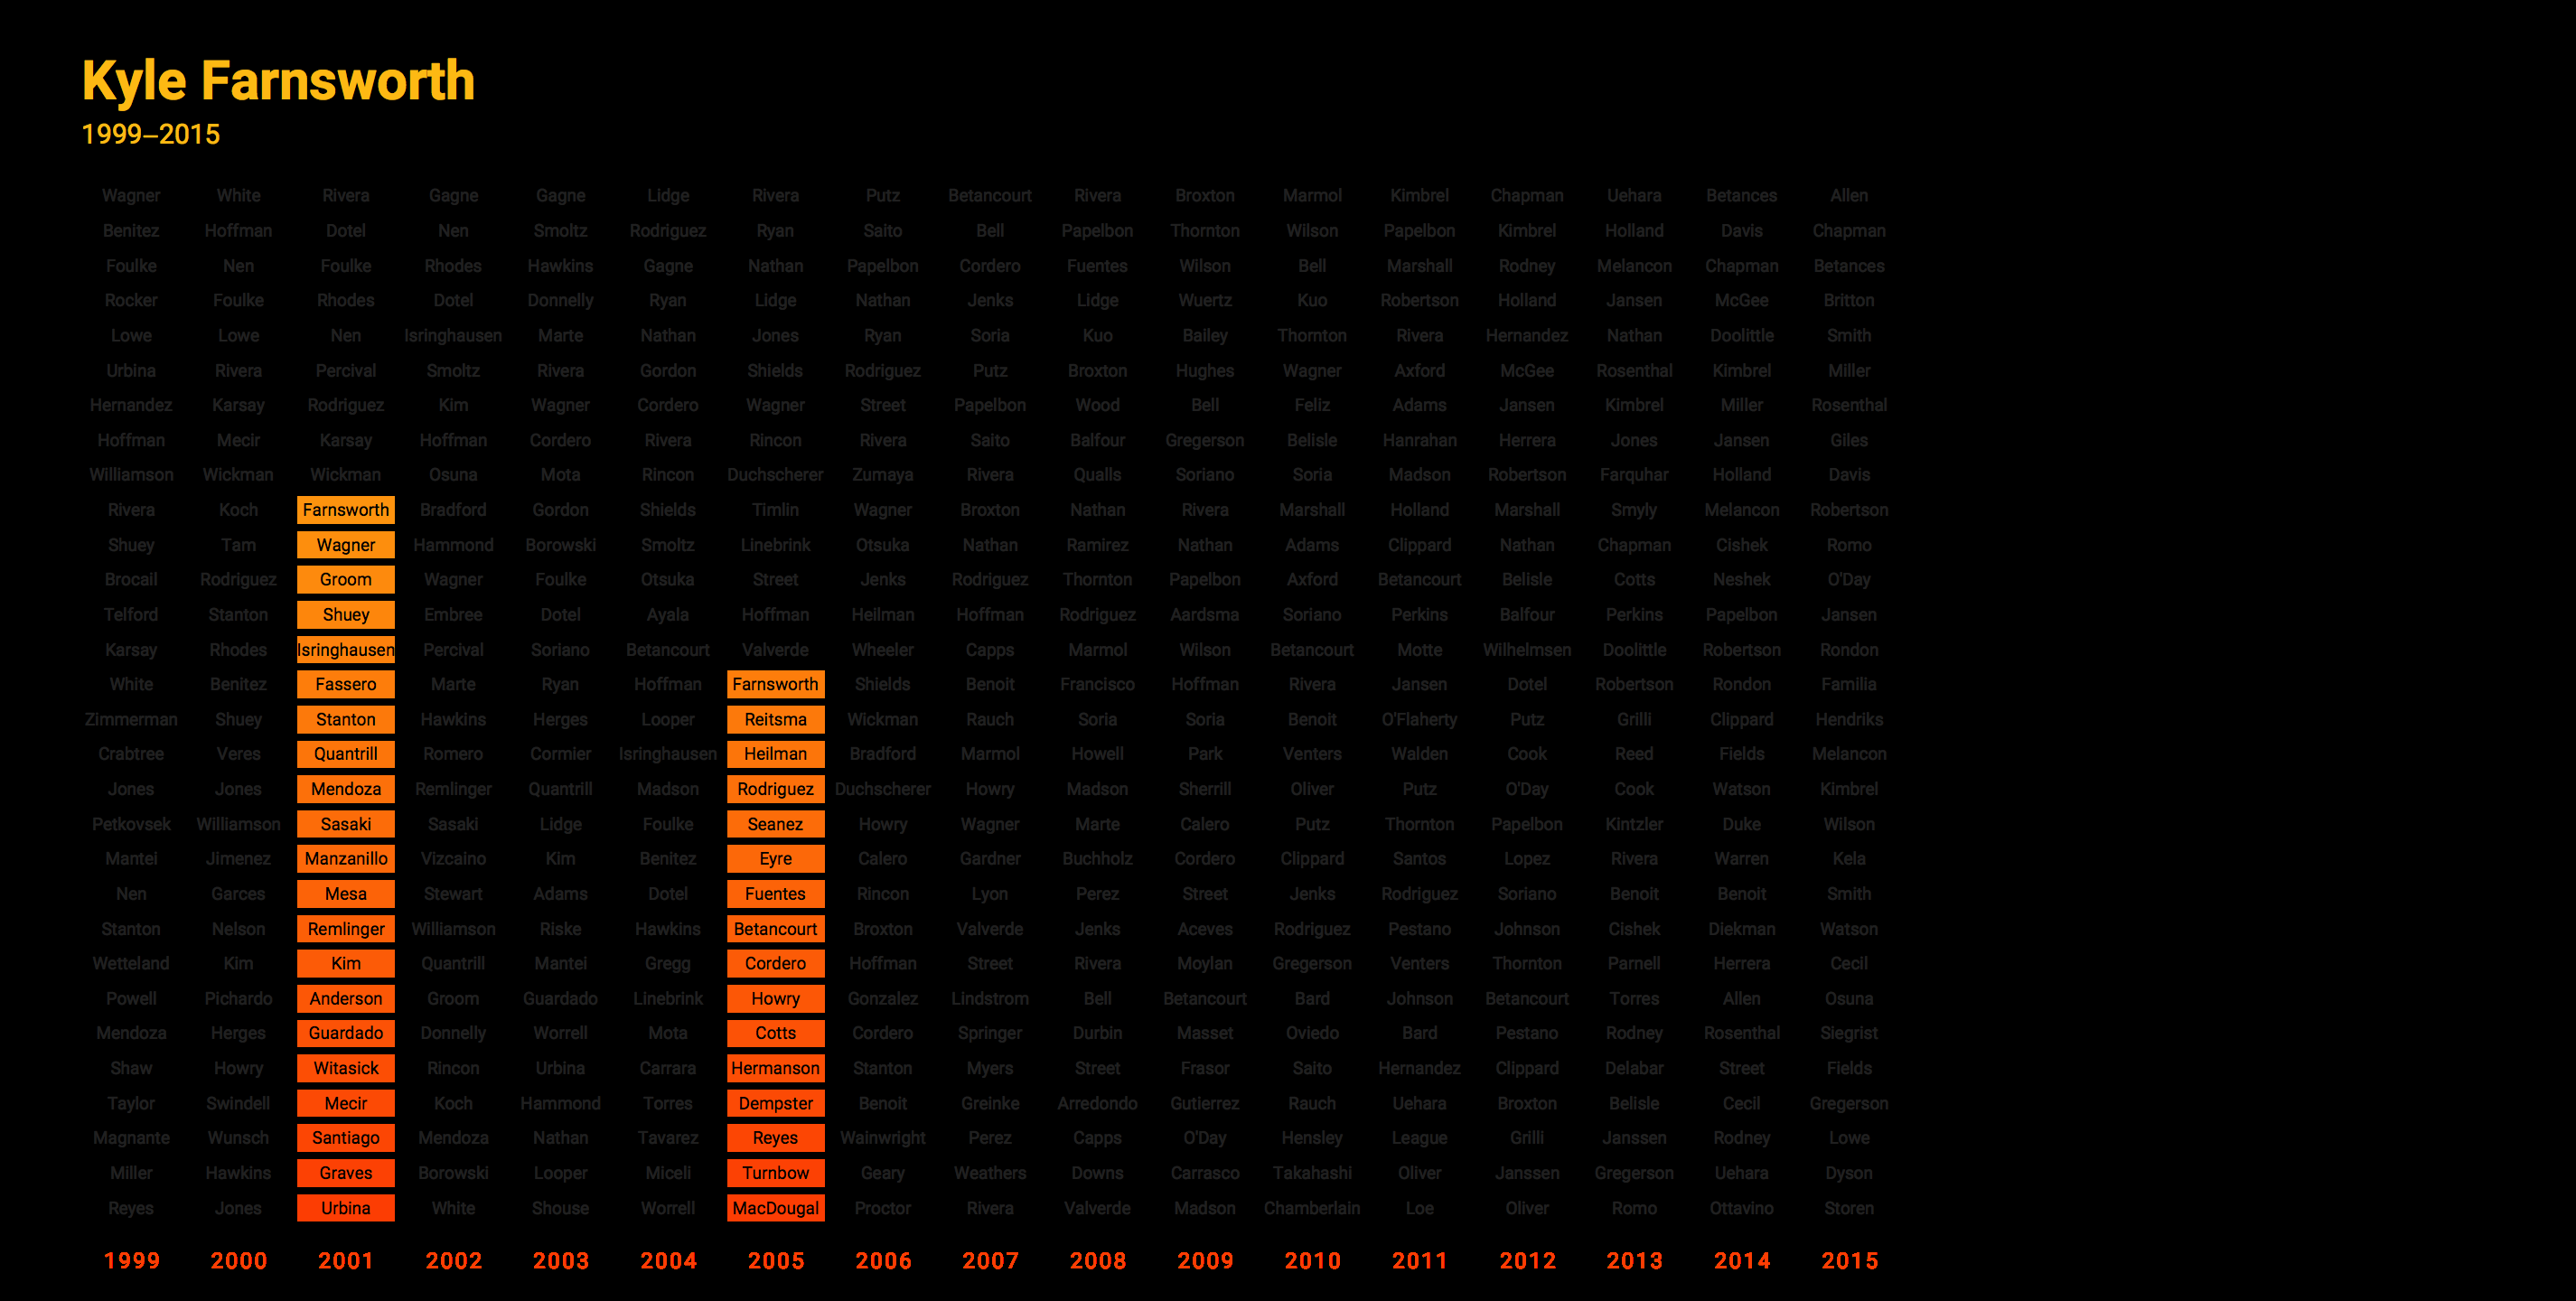 Kyle Farnsworth
1999–2015
Wagner White Rivera Gagne Gagne Lidge Rivera Putz Betancourt Rivera Broxton Marmol Kimbrel Chapman Uehara Betances Allen
Benitez Hoffman Dotel Nen Smoltz Rodriguez Ryan Saito Bell Papelbon Thornton Wilson Papelbon Kimbrel Holland Davis Chapman
Foulke Nen Foulke Rhodes Hawkins Gagne Nathan Papelbon Cordero Fuentes Wilson Bell Marshall Rodney Melancon Chapman Betances
Rocker Foulke Rhodes Dotel Donnelly Ryan Lidge Nathan Jenks Lidge Wuertz Kuo Robertson Holland Jansen McGee Britton
Lowe Lowe Nen Isringhausen Marte Nathan Jones Ryan Soria Kuo Bailey Thornton Rivera Hernandez Nathan Doolittle Smith
Urbina Rivera Percival Smoltz Rivera Gordon Shields Rodriguez Putz Broxton Hughes Wagner Axford McGee Rosenthal Kimbrel Miller
Hernandez Karsay Rodriguez Kim Wagner Cordero Wagner Street Papelbon Wood Bell Feliz Adams Jansen Kimbrel Miller Rosenthal
Hoffman Mecir Karsay Hoffman Cordero Rivera Rincon Rivera Saito Balfour Gregerson Belisle Hanrahan Herrera Jones Jansen Giles
Williamson Wickman Wickman Osuna Mota Rincon Duchscherer Zumaya Rivera Qualls Soriano Soria Madson Robertson Farquhar Holland Davis
Rivera Koch Farnsworth Bradford Gordon Shields Timlin Wagner Broxton Nathan Rivera Marshall Holland Marshall Smyly Melancon Robertson
Shuey Tam Wagner Hammond Borowski Smoltz Linebrink Otsuka Nathan Ramirez Nathan Adams Clippard Nathan Chapman Cishek Romo
Brocail Rodriguez Groom Wagner Foulke Otsuka Street Jenks Rodriguez Thornton Papelbon Axford Betancourt Belisle Cotts Neshek O'Day
Telford Stanton Shuey Embree Dotel Ayala Hoffman Heilman Hoffman Rodriguez Aardsma Soriano Perkins Balfour Perkins Papelbon Jansen
Karsay Rhodes Isringhausen Percival Soriano Betancourt Valverde Wheeler Capps Marmol Wilson Betancourt Motte Wilhelmsen Doolittle Robertson Rondon
White Benitez Fassero Marte Ryan Hoffman Farnsworth Shields Benoit Francisco Hoffman Rivera Jansen Dotel Robertson Rondon Familia
Zimmerman Shuey Stanton Hawkins Herges Looper Reitsma Wickman Rauch Soria Soria Benoit O'Flaherty Putz Grilli Clippard Hendriks
Crabtree Veres Quantrill Romero Cormier Isringhausen Heilman Bradford Marmol Howell Park Venters Walden Cook Reed Fields Melancon
Jones Jones Mendoza Remlinger Quantrill Madson Rodriguez Duchscherer Howry Madson Sherrill Oliver Putz O'Day Cook Watson Kimbrel
Petkovsek Williamson Sasaki Sasaki Lidge Foulke Seanez Howry Wagner Marte Calero Putz Thornton Papelbon Kintzler Duke Wilson
Mantei Jimenez Manzanillo Vizcaino Kim Benitez Eyre Calero Gardner Buchholz Cordero Clippard Santos Lopez Rivera Warren Kela
Nen Garces Mesa Stewart Adams Dotel Fuentes Rincon Lyon Perez Street Jenks Rodriguez Soriano Benoit Benoit Smith
Stanton Nelson Remlinger Williamson Riske Hawkins Betancourt Broxton Valverde Jenks Aceves Rodriguez Pestano Johnson Cishek Diekman Watson
Wetteland Kim Kim Quantrill Mantei Gregg Cordero Hoffman Street Rivera Moylan Gregerson Venters Thornton Parnell Herrera Cecil
Powell Pichardo Anderson Groom Guardado Linebrink Howry Gonzalez Lindstrom Bell Betancourt Bard Johnson Betancourt Torres Allen Osuna
Mendoza Herges Guardado Donnelly Worrell Mota Cotts Cordero Springer Durbin Masset Oviedo Bard Pestano Rodney Rosenthal Siegrist
Shaw Howry Witasick Rincon Urbina Carrara Hermanson Stanton Myers Street Frasor Saito Hernandez Clippard Delabar Street Fields
Taylor Swindell Mecir Koch Hammond Torres Dempster Benoit Greinke Arredondo Gutierrez Rauch Uehara Broxton Belisle Cecil Gregerson
Magnante Wunsch Santiago Mendoza Nathan Tavarez Reyes Wainwright Perez Capps O'Day Hensley League Grilli Janssen Rodney Lowe
Miller Hawkins Graves Borowski Looper Miceli Turnbow Geary Weathers Downs Carrasco Takahashi Oliver Janssen Gregerson Uehara Dyson
Reyes Jones Urbina White Shouse Worrell MacDougal Proctor Rivera Valverde Madson Chamberlain Loe Oliver Romo Ottavino Storen
1999 2000 2001 2002 2003 2004 2005 2006 2007 2008 2009 2010 2011 2012 2013 2014 2015